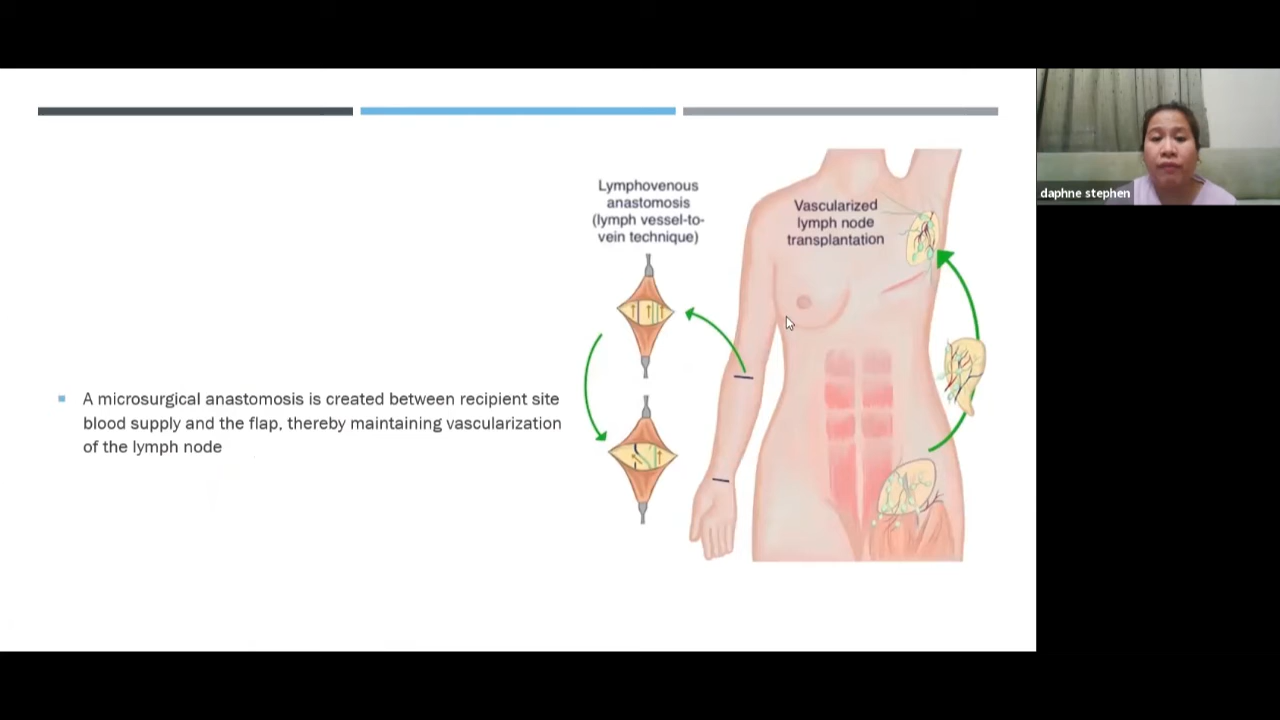 Lymphovenous
anastomosis
(lymph vessel-to-
vein technique)
Vascularized
lymph node
transplantation
A microsurgical anastomosis is created between recipient site
blood supply and the flap, thereby maintaining vascularization
of the lymph node
daphne stephen